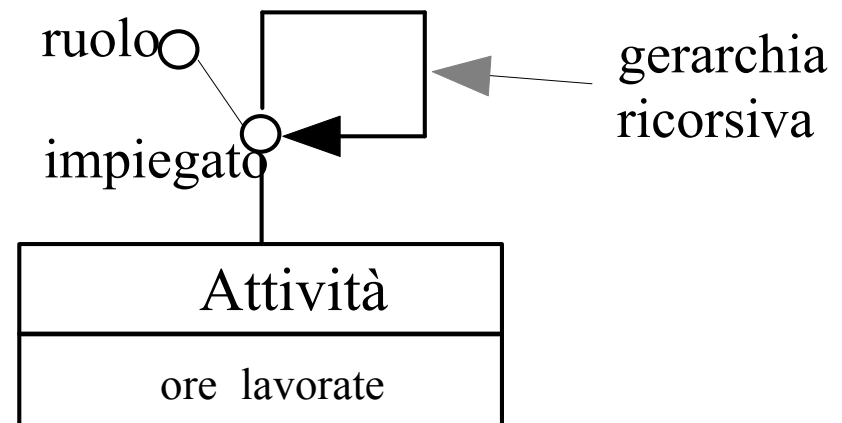 ruolo
gerarchia
ricorsiva
impiegato
Attività
ore lavorate